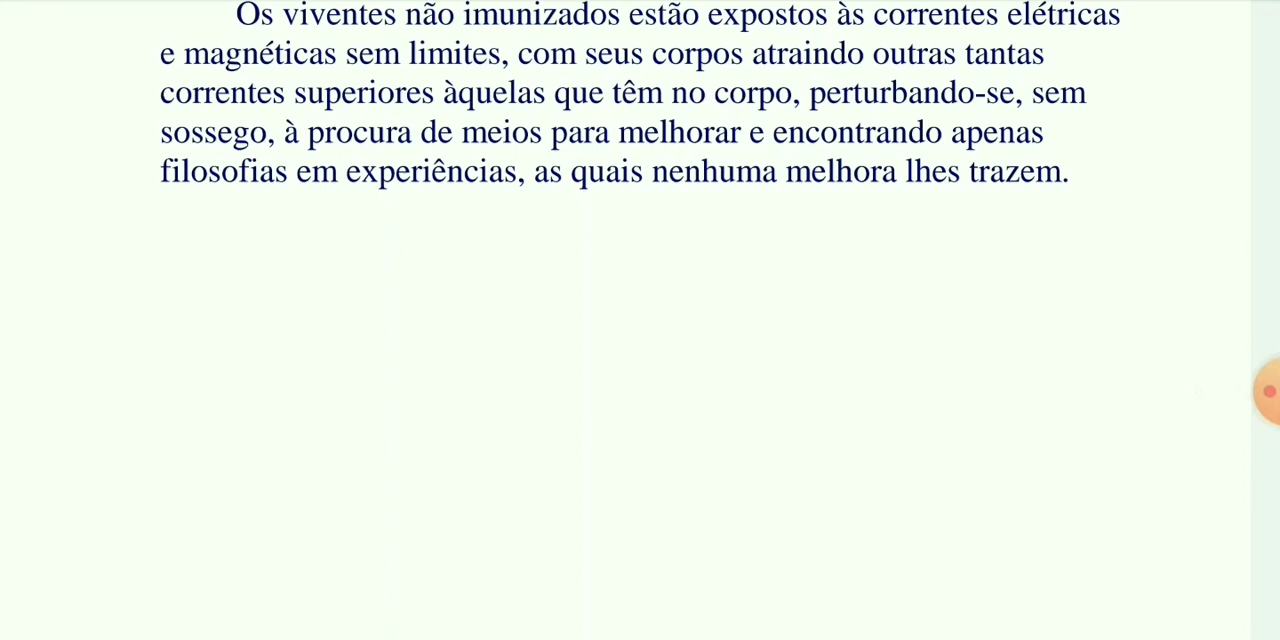 Os viventes não imunizados estão expostos às correntes elétricas
e magnéticas sem limites, com seus corpos atraindo outras tantas
correntes superiores àquelas que têm no corpo, perturbando-se, sem
sossego, à procura de meios para melhorar e encontrando apenas
filosofias em experiências, as quais nenhuma melhora lhes trazem.